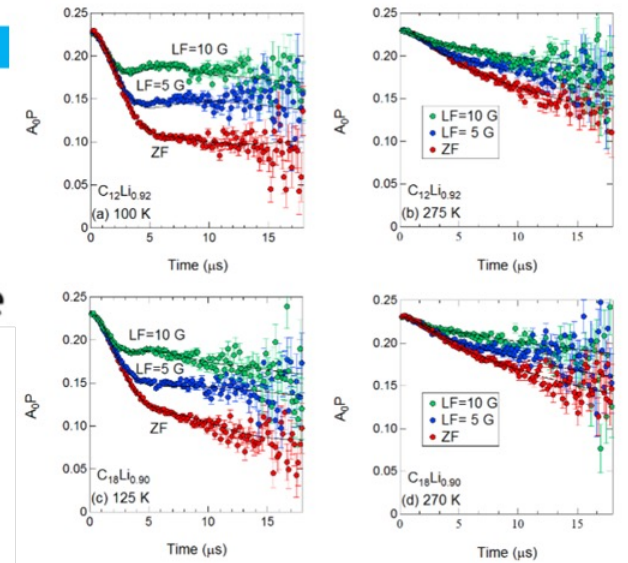 0.25
0.20
0.15
0.10
0.05
0
A₀P
LF=10 G
LF=5 G
ZF
C₁₂Li₀.₉₂
(a) 100 K
0 5 10 15
Time (μs)
0.25
0.20
0.15
0.10
0.05
0
A₀P
LF=10 G
LF= 5 G
ZF
C₁₂Li₀.₉₂
(b) 275 K
0 5 10 15
Time (μs)
e
0.25
0.20
0.15
0.10
0.05
0
A₀P
LF=10 G
LF=5 G
ZF
C₁₈Li₀.₉₀
(c) 125 K
0 5 10 15
Time (μs)
0.25
0.20
0.15
0.10
0.05
0
A₀P
LF=10 G
LF= 5 G
ZF
C₁₈Li₀.₉₀
(d) 270 K
0 5 10 15
Time (μs)